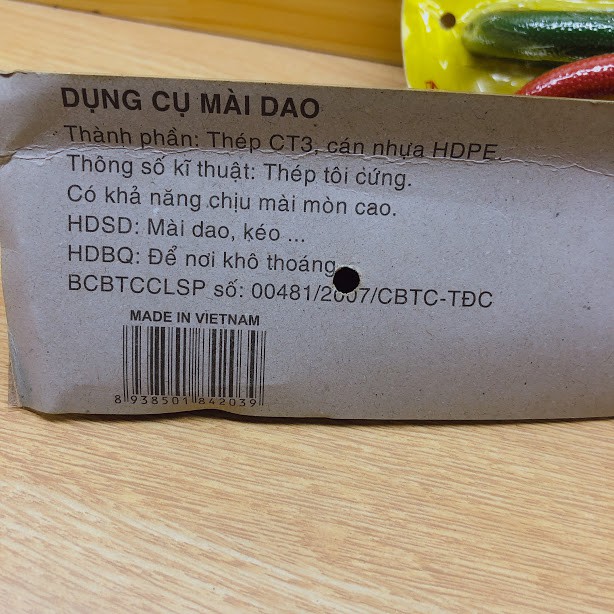 DỤNG CỤ MÀI DAO
Thành phần: Thép CT3, cán nhựa HDPE.
Thông số kĩ thuật: Thép tôi cứng.
Có khả năng chịu mài mòn cao.
HDSD: Mài dao, kéo ...
HDBQ: Để nơi khô thoáng
BCBTCCLSP số: 00481/2007/CBTC-TĐC
MADE IN VIETNAM
8 938501 842039